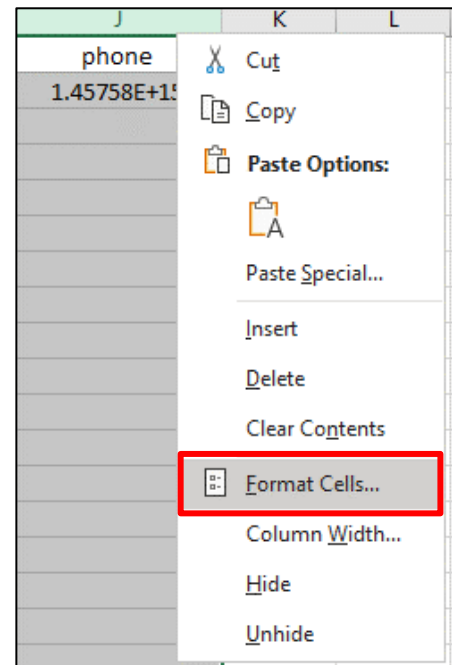 J K L
phone
1.45758E+15
Cut
Copy
Paste Options:
A
Paste Special...
Insert
Delete
Clear Contents
Format Cells...
Column Width...
Hide
Unhide